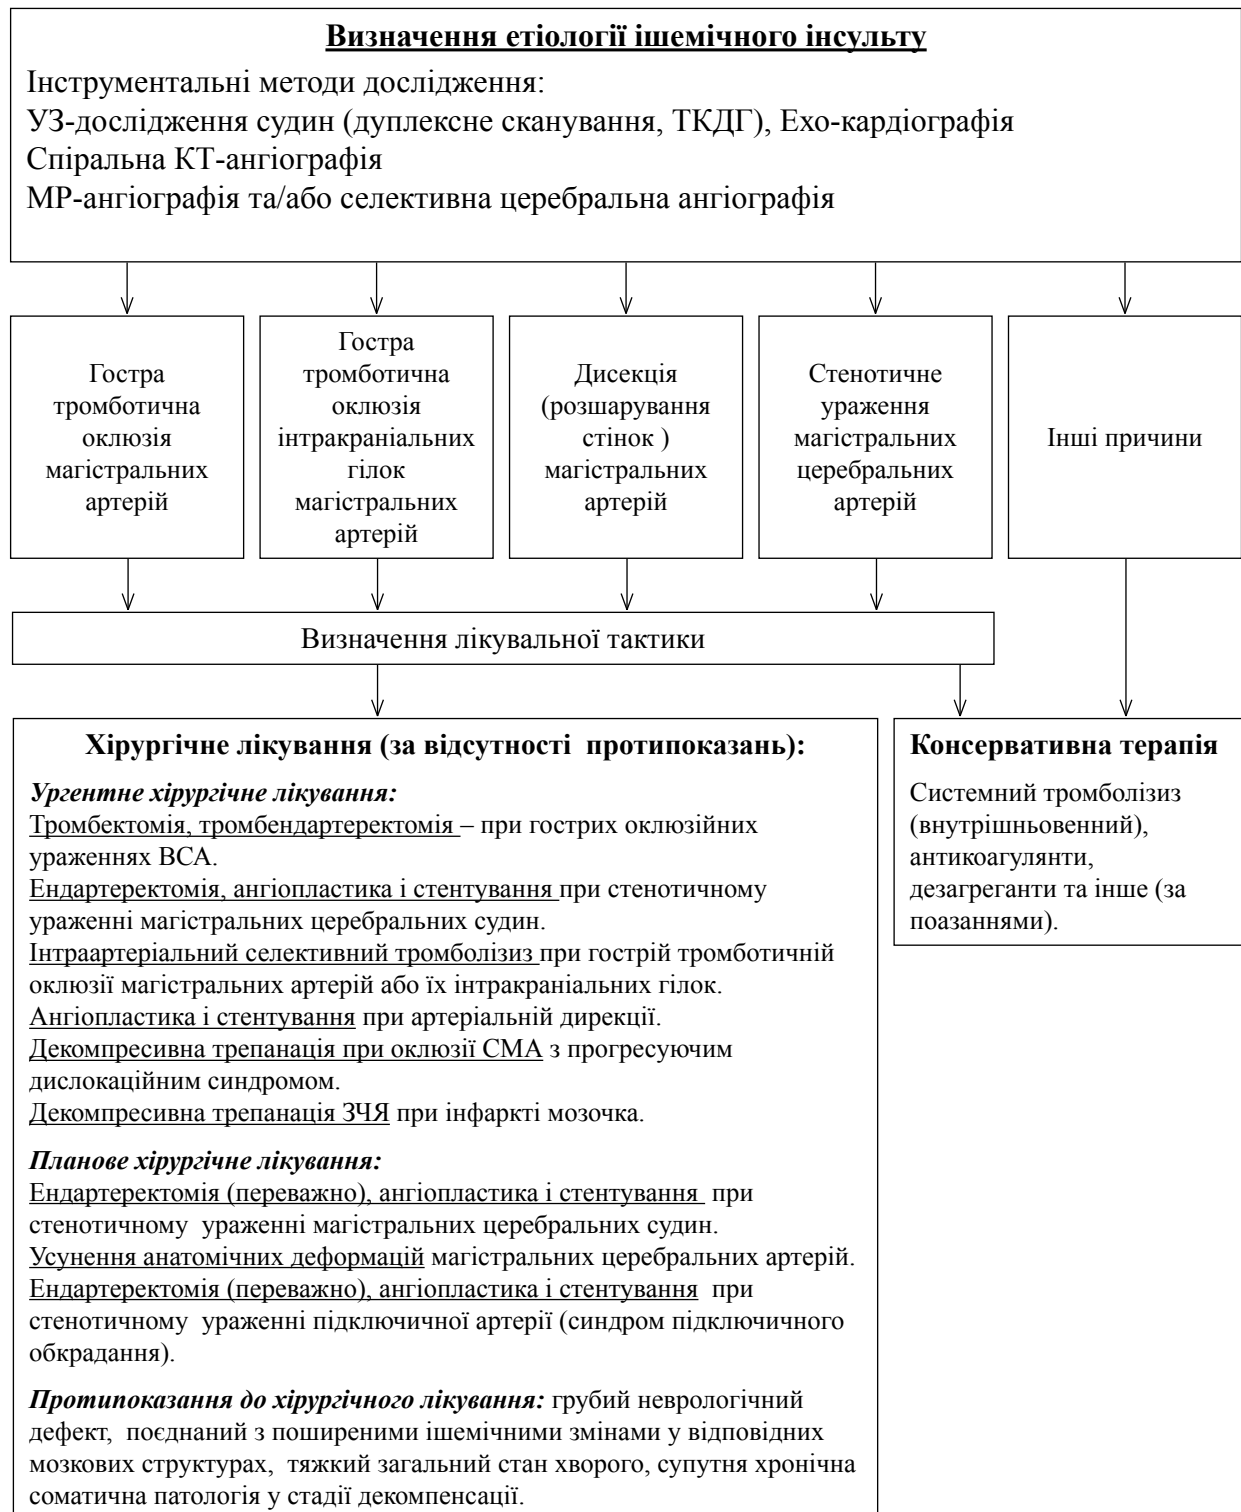 Визначення етіології ішемічного інсульту
Інструментальні методи дослідження:
УЗ-дослідження судин (дуплексне сканування, ТКДГ), Ехо-кардіографія
Спіральна КТ-ангіографія
МР-ангіографія та/або селективна церебральна ангіографія
Гостра
тромботична
оклюзія
магістральних
артерій
Гостра
тромботична
оклюзія
інтракраніальних
гілок
магістральних
артерій
Дисекція
(розшарування
стінок )
магістральних
артерій
Стенотичне
ураження
магістральних
церебральних
артерій
Інші причини
Визначення лікувальної тактики
Хірургічне лікування (за відсутності  протипоказань):
Ургентне хірургічне лікування:
Тромбектомія, тромбендартеректомія – при гострих оклюзійних
ураженнях ВСА.
Ендартеректомія, ангіопластика і стентування при стенотичному
ураженні магістральних церебральних судин.
Інтраартеріальний селективний тромболізиз при гострій тромботичній
оклюзії магістральних артерій або їх інтракраніальних гілок.
Ангіопластика і стентування при артеріальній дирекції.
Декомпресивна трепанація при оклюзії СМА з прогресуючим
дислокаційним синдромом.
Декомпресивна трепанація ЗЧЯ при інфаркті мозочка.
Планове хірургічне лікування:
Ендартеректомія (переважно), ангіопластика і стентування  при
стенотичному  ураженні магістральних церебральних судин.
Усунення анатомічних деформацій магістральних церебральних артерій.
Ендартеректомія (переважно), ангіопластика і стентування  при
стенотичному  ураженні підключичної артерії (синдром підключичного
обкрадання).
Протипоказання до хірургічного лікування: грубий неврологічний
дефект,  поєднаний з поширеними ішемічними змінами у відповідних
мозкових структурах,  тяжкий загальний стан хворого, супутня хронічна
соматична патологія у стадії декомпенсації.
Консервативна терапія
Системний тромболізиз
(внутрішньовенний),
антикоагулянти,
дезагреганти та інше (за
поазаннями).